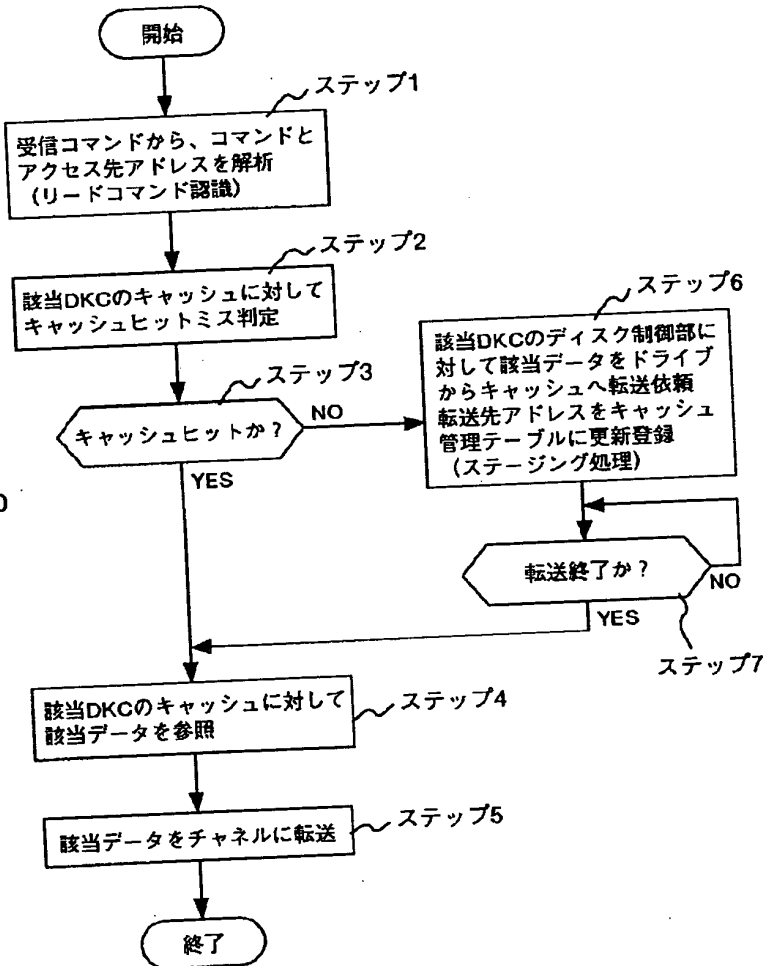 開始
ステップ1
受信コマンドから、コマンドと
アクセス先アドレスを解析
（リードコマンド認識）
ステップ2
該当DKCのキャッシュに対して
キャッシュヒットミス判定
ステップ3
キャッシュヒットか？
NO
YES
ステップ6
該当DKCのディスク制御部に
対して該当データをドライブ
からキャッシュへ転送依頼
転送先アドレスをキャッシュ
管理テーブルに更新登録
（ステージング処理）
転送終了か？
NO
YES
ステップ7
0
該当DKCのキャッシュに対して
該当データを参照
ステップ4
該当データをチャネルに転送
ステップ5
終了